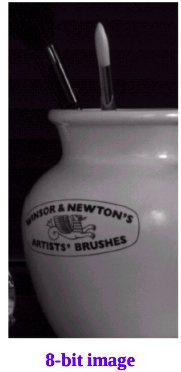 WINSOR & NEWTON'S
ARTISTS' BRUSHES
8-bit image